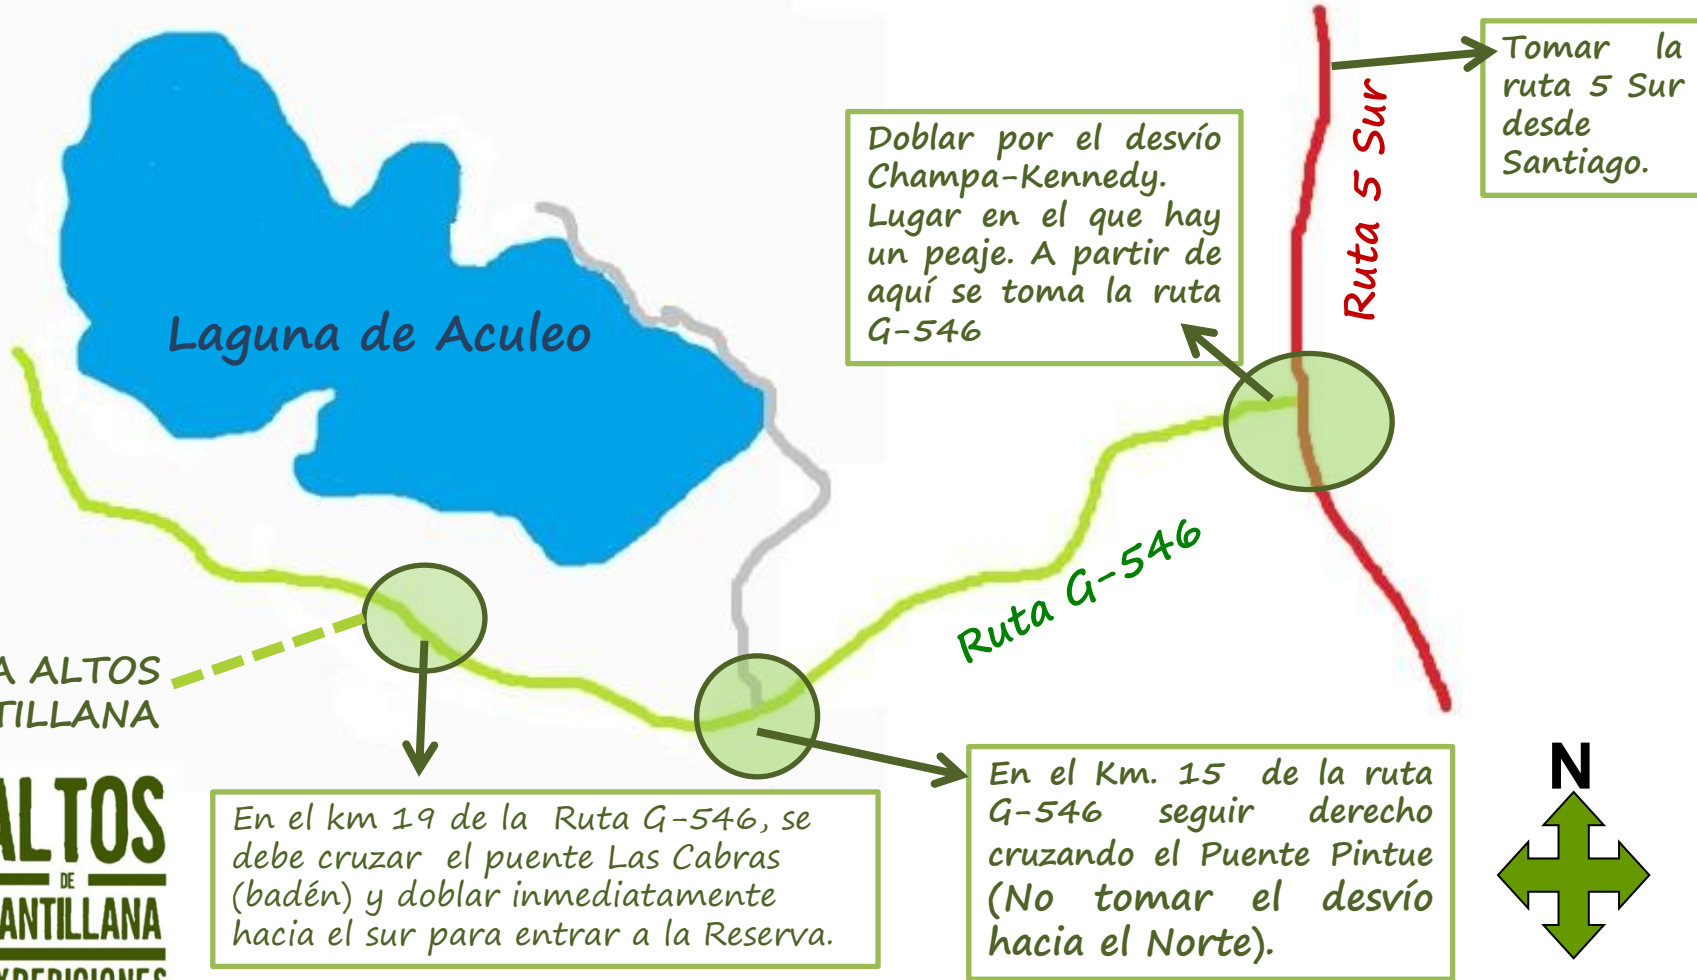 Tomar la
ruta 5 Sur
desde
Santiago.
Ruta 5 Sur
Doblar por el desvío
Champa-Kennedy.
Lugar en el que hay
un peaje. A partir de
aquí se toma la ruta
G-546
Laguna de Aculeo
Ruta G-546
A ALTOS
TILLANA
En el km 19 de la Ruta G-546, se
debe cruzar el puente Las Cabras
(badén) y doblar inmediatamente
hacia el sur para entrar a la Reserva.
En el Km. 15 de la ruta
G-546 seguir derecho
cruzando el Puente Pintue
(No tomar el desvío
hacia el Norte).
N
ALTOS
DE
ANTILLANA
XPEDICIONES